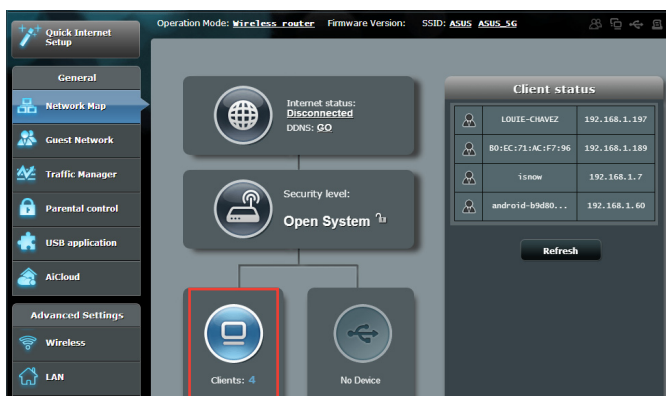 Quick Internet
Setup
Operation Mode: Wireless router Firmware Version: SSID: ASUS ASUS_5G
General
Network Map
Guest Network
Traffic Manager
Parental control
USB application
AiCloud
Advanced Settings
Wireless
LAN
Internet status:
Disconnected
DDNS: GO
Security level:
Open System
Clients: 4
No Device
Client status
LOUIE-CHAVEZ 192.168.1.197
B0:EC:71:AC:F7:96 192.168.1.189
isnow 192.168.1.7
android-b9d80... 192.168.1.60
Refresh